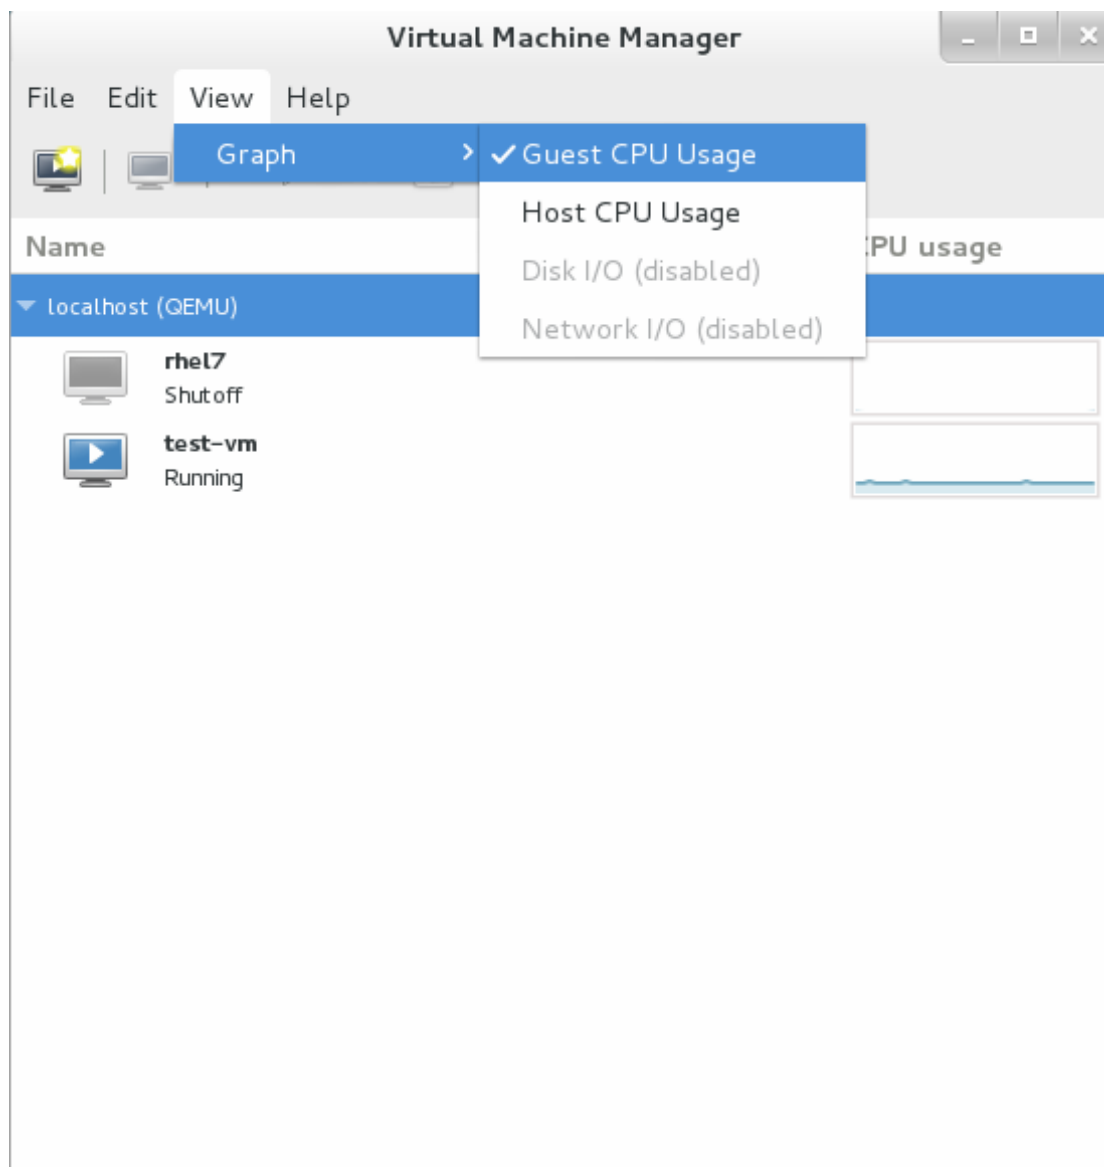 Virtual Machine Manager
File Edit View Help
Graph
Guest CPU Usage
Host CPU Usage
Disk I/O (disabled)
Network I/O (disabled)
Name
usage
localhost (QEMU)
rhel7
Shutoff
test-vm
Running